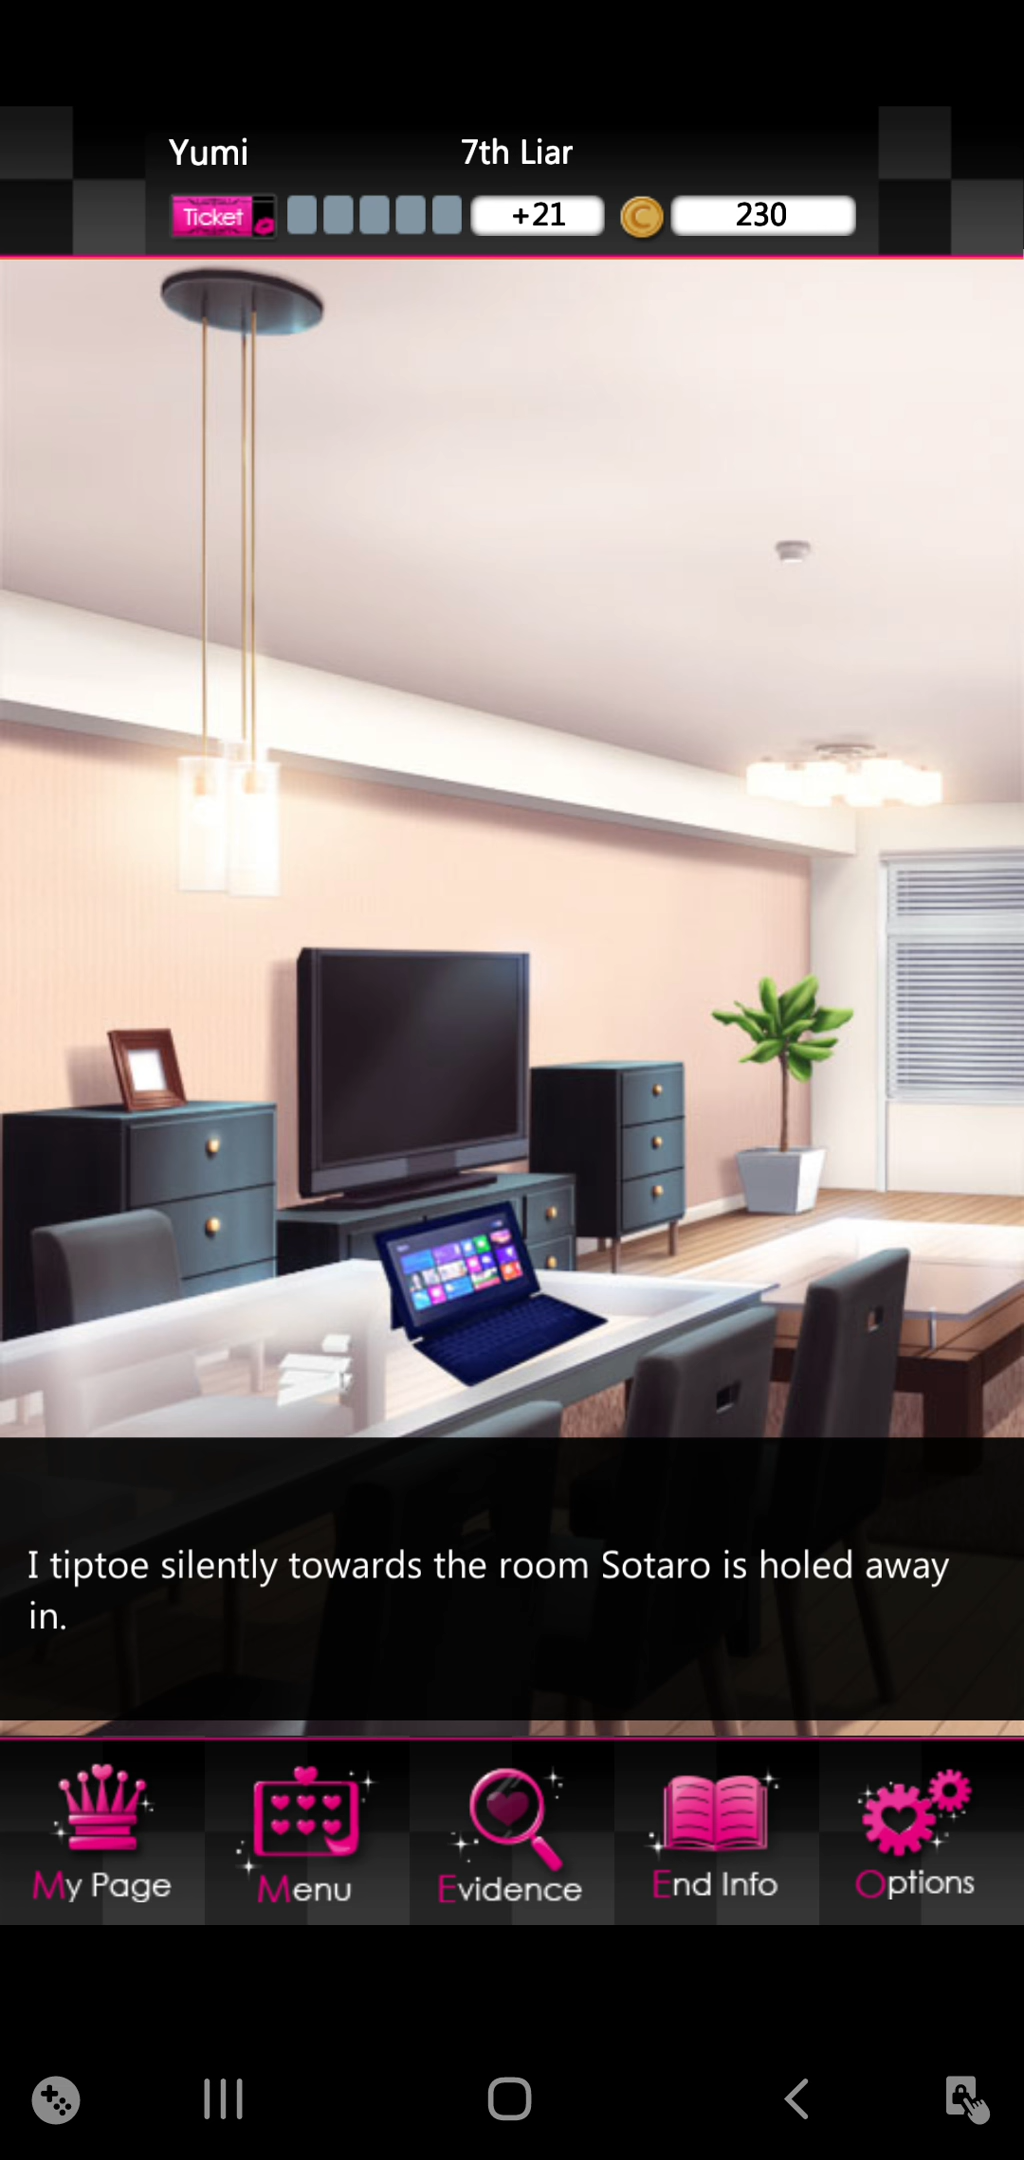 Yumi
7th Liar
Ticket
+21
C
230
I tiptoe silently towards the room Sotaro is holed away
in.
My Page
Menu
Evidence
End Info
Options